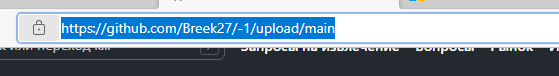 https://github.com/Breek27/-1/upload/main
Запросы на извлечение Вопросы Рынок